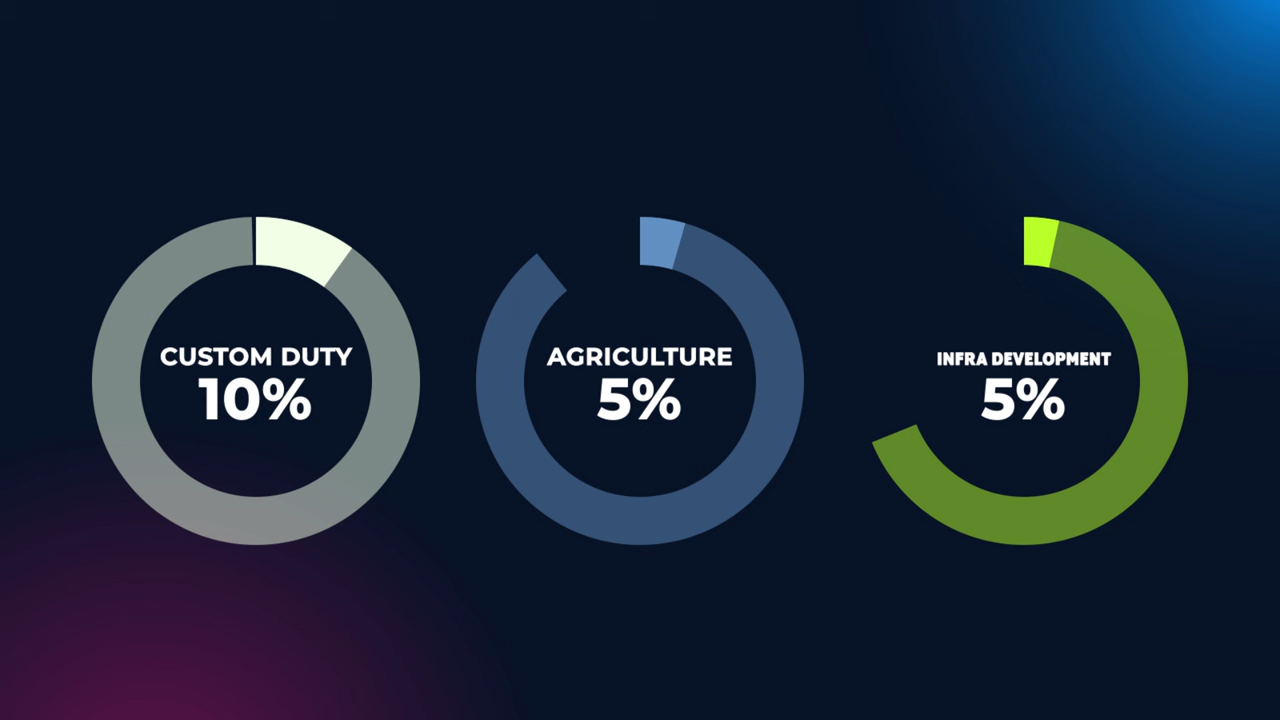 CUSTOM DUTY
10%
AGRICULTURE
5%
INFRA DEVELOPMENT
5%